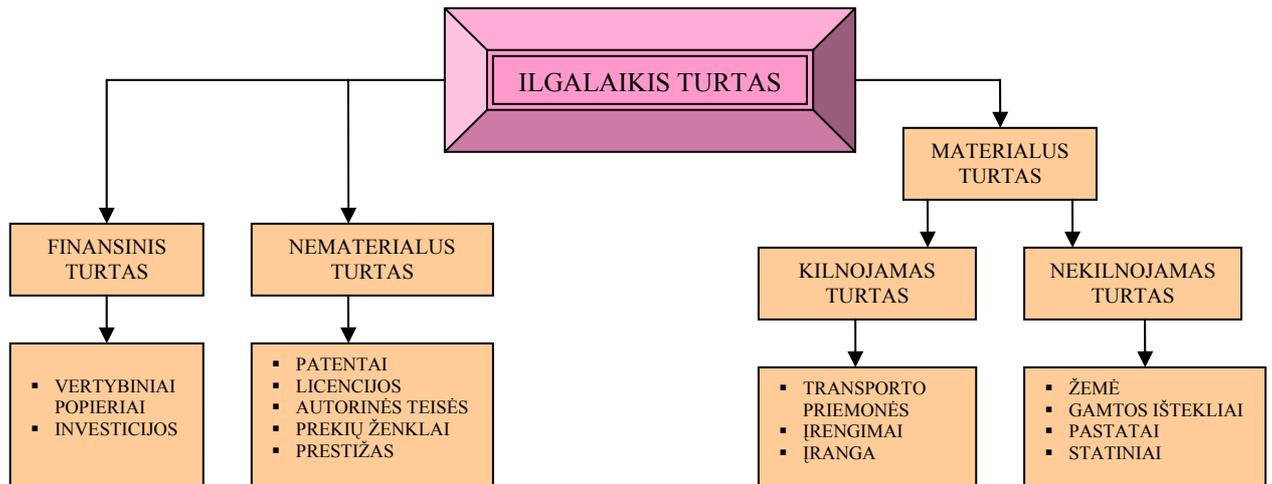 ILGALAIKIS TURTAS
FINANSINIS
TURTAS
▪ VERTYBINIAI
POPIERIAI
▪ INVESTICIJOS
NEMATERIALUS
TURTAS
▪ PATENTAI
▪ LICENCIJOS
▪ AUTORINĖS TEISĖS
▪ PREKIŲ ŽENKLAI
▪ PRESTIŽAS
MATERIALUS
TURTAS
KILNOJAMAS
TURTAS
▪ TRANSPORTO
PRIEMONĖS
▪ ĮRENGIMAI
▪ ĮRANGA
NEKILNOJAMAS
TURTAS
▪ ŽEMĖ
▪ GAMTOS IŠTEKLIAI
▪ PASTATAI
▪ STATINIAI